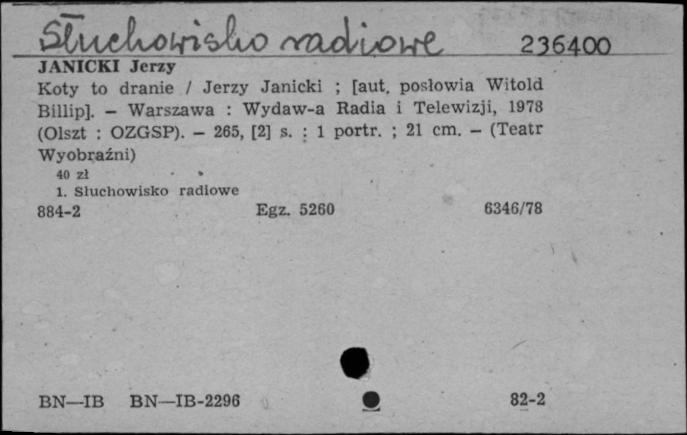 Słuchowisko radiowe 236400
JANICKI Jerzy
Koty to dranie / Jerzy Janicki ; [aut. posłowia Witold
Billip]. — Warszawa : Wydaw-a Radia i Telewizji, 1978
(Olszt : OZGSP). — 265, [2] s. : 1 portr. ; 21 cm. — (Teatr
Wyobraźni)
40 zł
1. Słuchowisko radiowe
884-2 Egz. 5260 6346/78
BN—IB BN—IB-2296 82-2